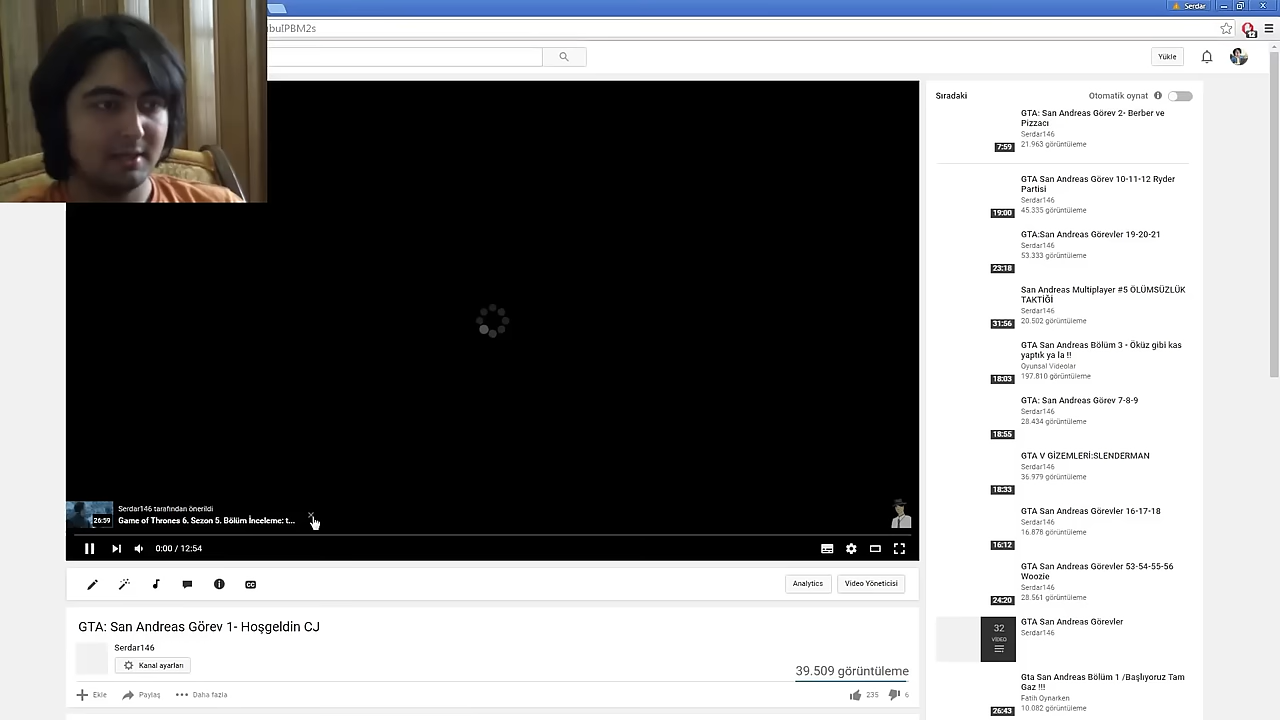 Serdar
bulPBM2s
12
Yükle
Sıradaki
Otomatik oynat
GTA: San Andreas Görev 2- Berber ve
Pizzacı
Serdar146
21.963 görüntüleme
7:59
GTA San Andreas Görev 10-11-12 Ryder
Partisi
Serdar146
45.335 görüntüleme
19:00
GTA:San Andreas Görevler 19-20-21
Serdar146
53.333 görüntüleme
23:18
San Andreas Multiplayer #5 ÖLÜMSÜZLÜK
TAKTİĞİ
Serdar146
20.502 görüntüleme
31:56
GTA San Andreas Bölüm 3 - Öküz gibi kas
yaptık ya la !!
Oyunsal Videolar
197.810 görüntüleme
18:03
GTA: San Andreas Görev 7-8-9
Serdar146
28.434 görüntüleme
18:55
GTA V GİZEMLERİ:SLENDERMAN
Serdar146
36.979 görüntüleme
18:33
GTA San Andreas Görevler 16-17-18
Serdar146
16.878 görüntüleme
16:12
GTA San Andreas Görevler 53-54-55-56
Woozie
Serdar146
28.561 görüntüleme
24:20
GTA San Andreas Görevler
Serdar146
32
VİDEO
Gta San Andreas Bölüm 1 /Başlıyoruz Tam
Gaz !!!
Fatih Oynarken
10.082 görüntüleme
26:43
Serdar146 tarafından önerildi
Game of Thrones 6. Sezon 5. Bölüm İnceleme: t...
26:59
0:00 / 12:54
CC
Analytics
Video Yöneticisi
GTA: San Andreas Görev 1- Hoşgeldin CJ
Serdar146
Kanal ayarları
39.509 görüntüleme
Ekle
Paylaş
Daha fazla
235
6